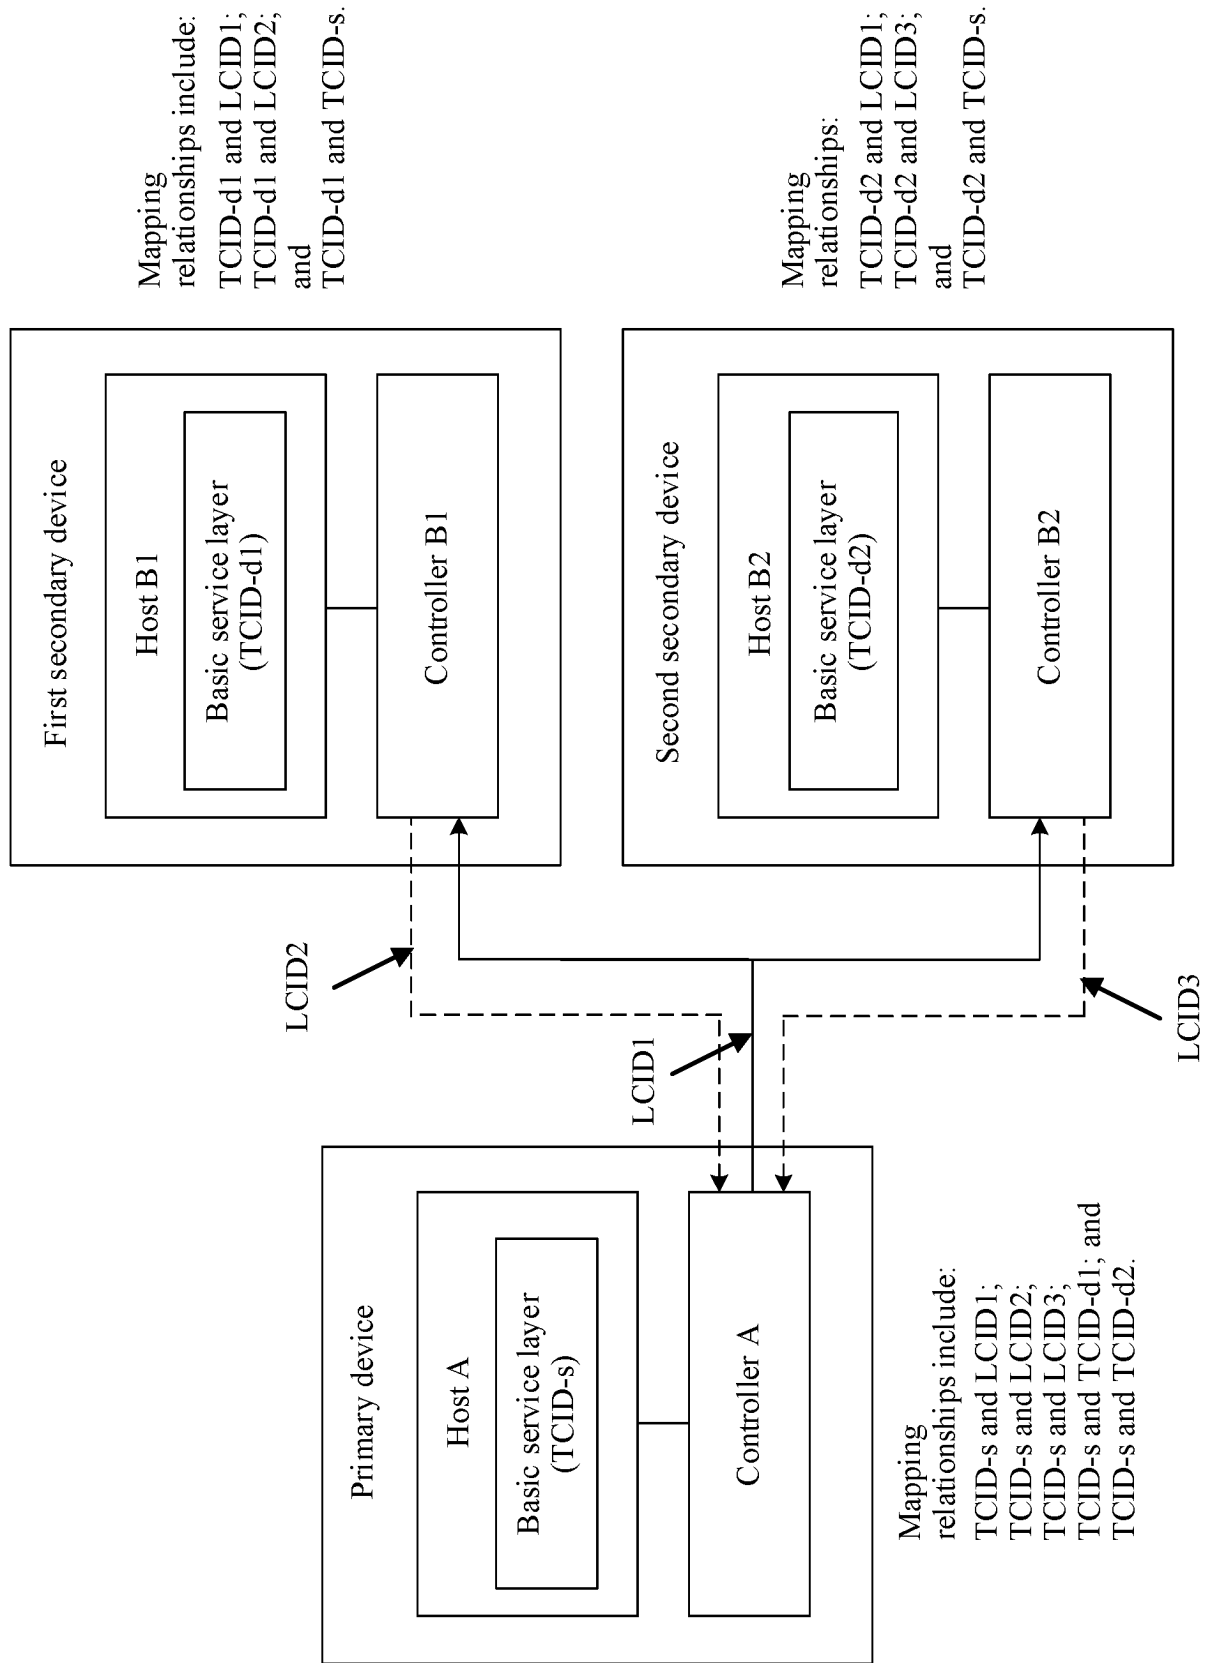 Primary device
Host A
Basic service layer
(TCID-s)
Controller A
Mapping
relationships include:
TCID-s and LCID1;
TCID-s and LCID2;
TCID-s and LCID3;
TCID-s and TCID-d1; and
TCID-s and TCID-d2.
LCID2
LCID1
LCID3
First secondary device
Host B1
Basic service layer
(TCID-d1)
Controller B1
Mapping
relationships include:
TCID-d1 and LCID1;
TCID-d1 and LCID2;
and
TCID-d1 and TCID-s.
Second secondary device
Host B2
Basic service layer
(TCID-d2)
Controller B2
Mapping
relationships:
TCID-d2 and LCID1;
TCID-d2 and LCID3;
and
TCID-d2 and TCID-s.